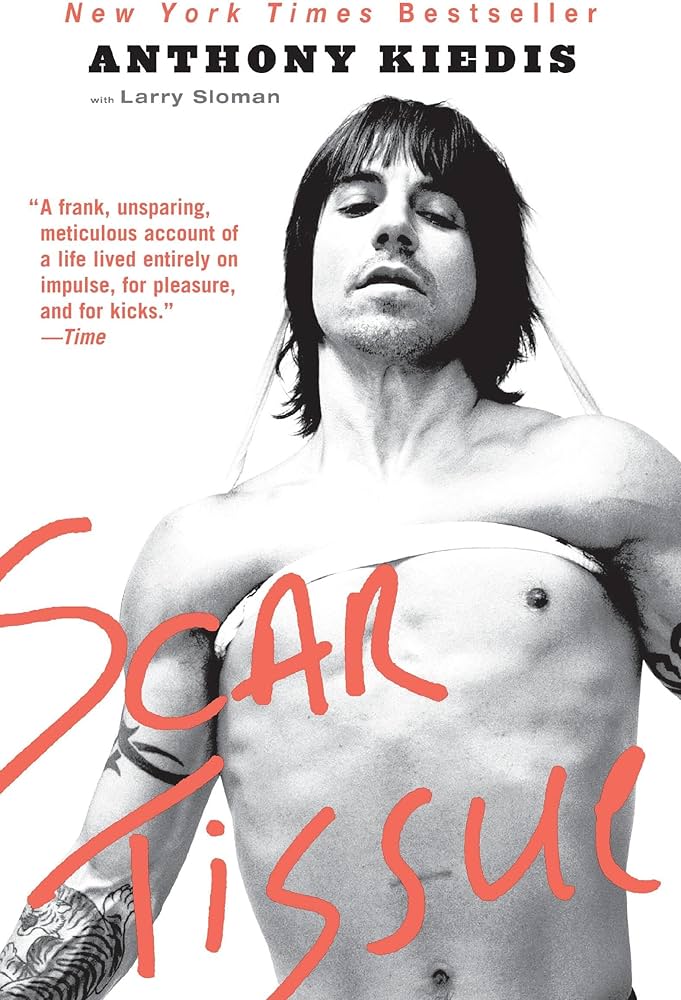 New York Times Bestseller
ANTHONY KIEDIS
with Larry Sloman
“A frank, unsparing,
meticulous account of
a life lived entirely on
impulse, for pleasure,
and for kicks.”
—Time
SCAR
TISSUE